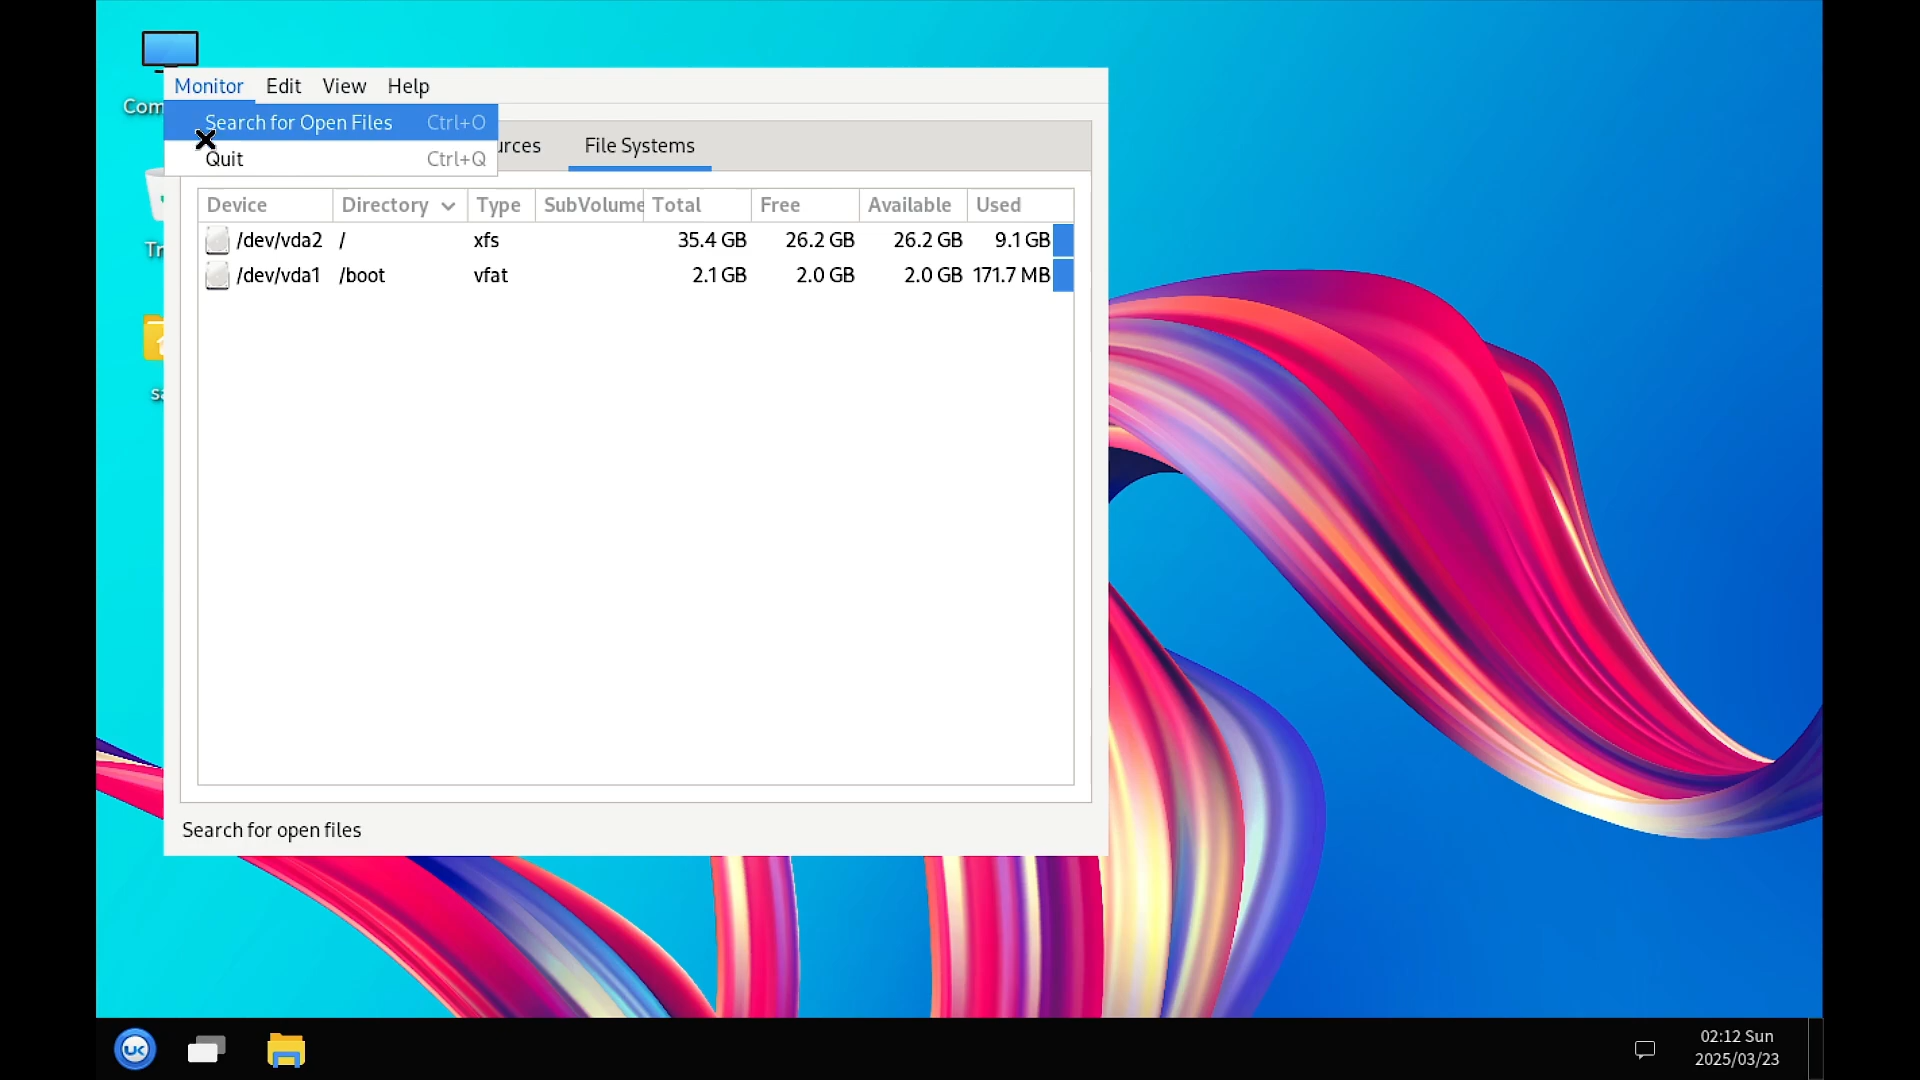 Com
Monitor Edit View Help
Search for Open Files Ctrl+O
Quit Ctrl+Q
urces File Systems
Device Directory Type SubVolume Total Free Available Used
/dev/vda2 / xfs 35.4 GB 26.2 GB 26.2 GB 9.1 GB
/dev/vda1 /boot vfat 2.1 GB 2.0 GB 2.0 GB 171.7 MB
Tr
sa
Search for open files
UK
02:12 Sun
2025/03/23